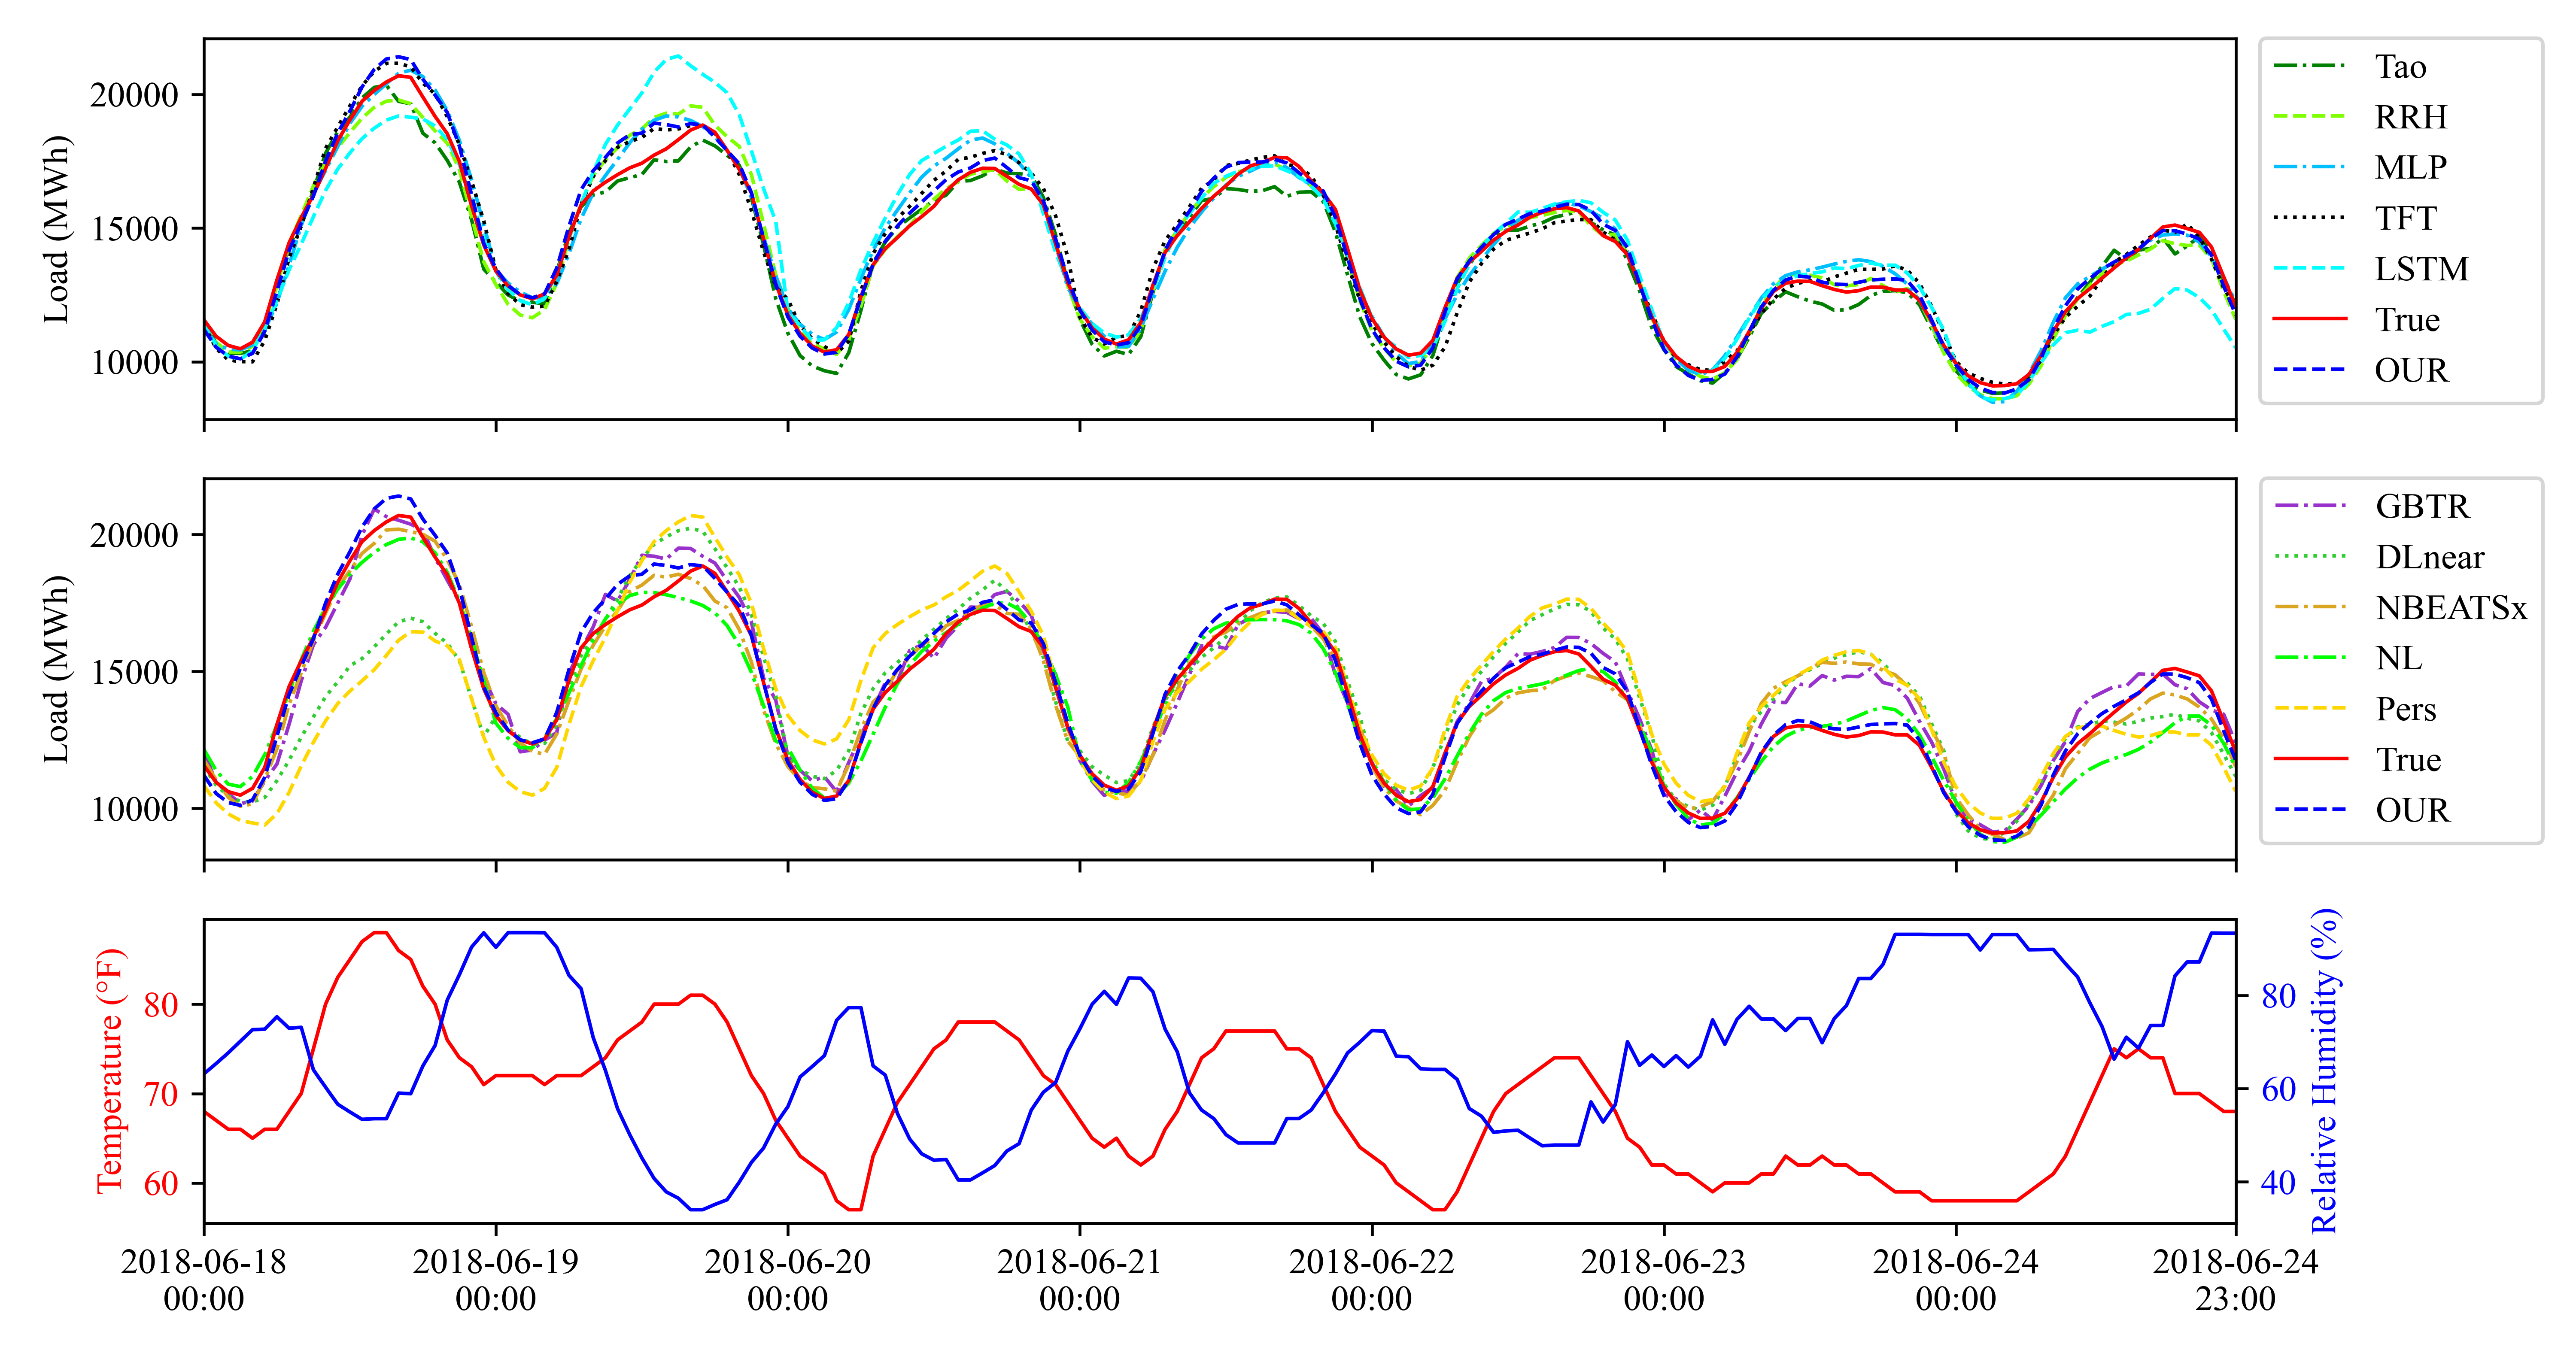 Load (MWh)
20000
15000
10000
Tao
RRH
MLP
TFT
LSTM
True
OUR
Load (MWh)
20000
15000
10000
GBTR
DLnear
NBEATSx
NL
Pers
True
OUR
Temperature (°F)
80
70
60
80
60
40
Relative Humidity (%)
2018-06-18
00:00
2018-06-19
00:00
2018-06-20
00:00
2018-06-21
00:00
2018-06-22
00:00
2018-06-23
00:00
2018-06-24
00:00
2018-06-24
23:00